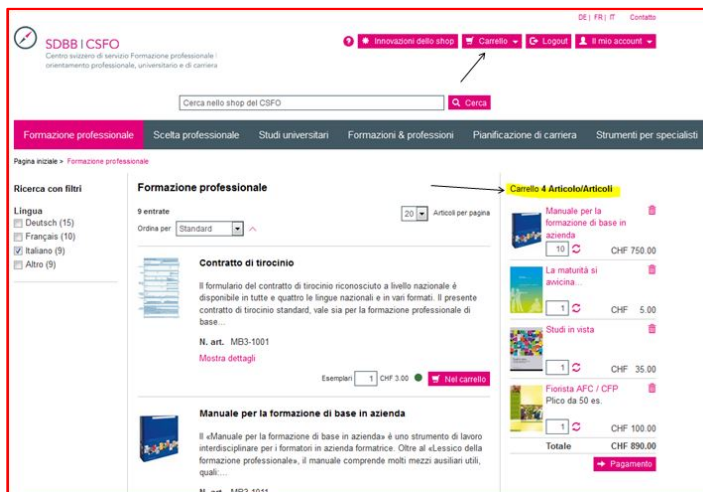 DE | FR | IT Contatto
SDBB | CSFO
Centro svizzero di servizio Formazione professionale |
orientamento professionale, universitario e di carriera
? Innovazioni dello shop Carrello Logout Il mio account
Cerca nello shop del CSFO Cerca
Formazione professionale Scelta professionale Studi universitari Formazioni & professioni Pianificazione di carriera Strumenti per specialisti
Pagina iniziale > Formazione professionale
Ricerca con filtri
Lingua
Deutsch (15)
Français (10)
Italiano (9)
Altro (9)
Formazione professionale
9 entrate
20 Articoli per pagina
Ordina per Standard
Contratto di tirocinio
Il formulario del contratto di tirocinio riconosciuto a livello nazionale è
disponibile in tutte e quattro le lingue nazionali e in vari formati. Il presente
contratto di tirocinio standard, vale sia per la formazione professionale di
base...
N. art. MB3-1001
Mostra dettagli
Esemplari 1 CHF 3.00 Nel carrello
Manuale per la formazione di base in azienda
Il «Manuale per la formazione di base in azienda» è uno strumento di lavoro
interdisciplinare per i formatori in azienda formatrice. Oltre al «Lessico della
formazione professionale», il manuale comprende molti mezzi ausiliari utili,
quali:...
N. art. MB3-1011
Carrello 4 Articolo/Articoli
Manuale per la
formazione di base in
azienda
10 CHF 750.00
La maturità si
avvicina...
1 CHF 5.00
Studi in vista
1 CHF 35.00
Fiorista AFC / CFP
Plico da 50 es.
1 CHF 100.00
Totale CHF 890.00
Pagamento